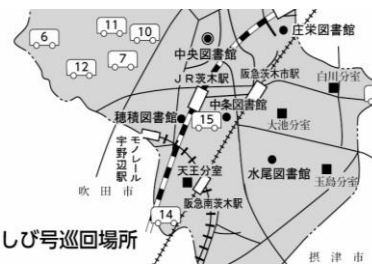 庄栄図書館
11
10
6
中央図書館
7
12
JR茨木駅
阪急茨木市駅
白川分室
穂積図書館
中条図書館
15
大池分室
モノレール
宇野辺駅
天王分室
水尾図書館
玉島分室
吹田市
阪急南茨木駅
14
しび号巡回場所
摂津市